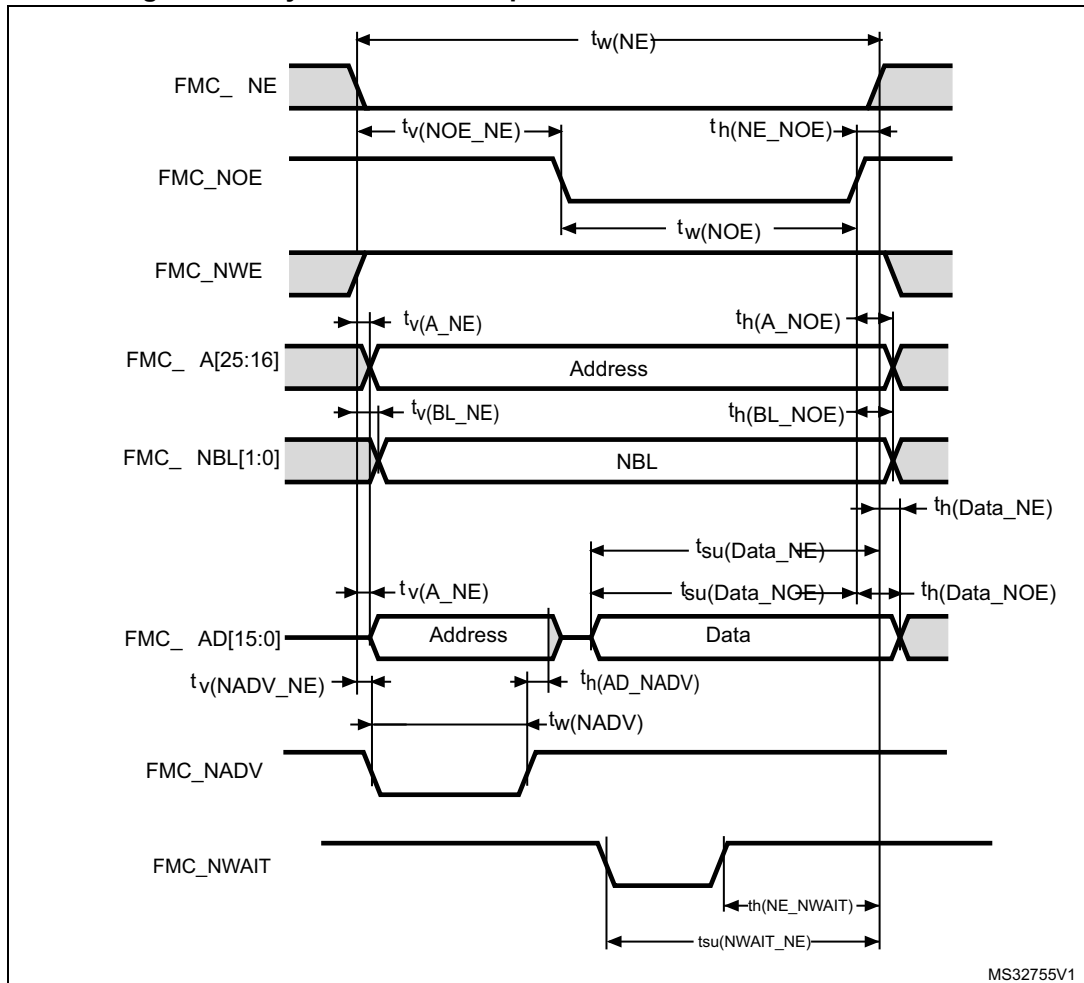 tw(NE)
FMC_ NE
tv(NOE_NE)
th(NE_NOE)
FMC_NOE
tw(NOE)
FMC_NWE
tv(A_NE)
th(A_NOE)
FMC_ A[25:16]
Address
tv(BL_NE)
th(BL_NOE)
FMC_ NBL[1:0]
NBL
th(Data_NE)
tsu(Data_NE)
tv(A_NE)
tsu(Data_NOE)
th(Data_NOE)
FMC_ AD[15:0]
Address
Data
tv(NADV_NE)
th(AD_NADV)
tw(NADV)
FMC_NADV
FMC_NWAIT
th(NE_NWAIT)
tsu(NWAIT_NE)
MS32755V1